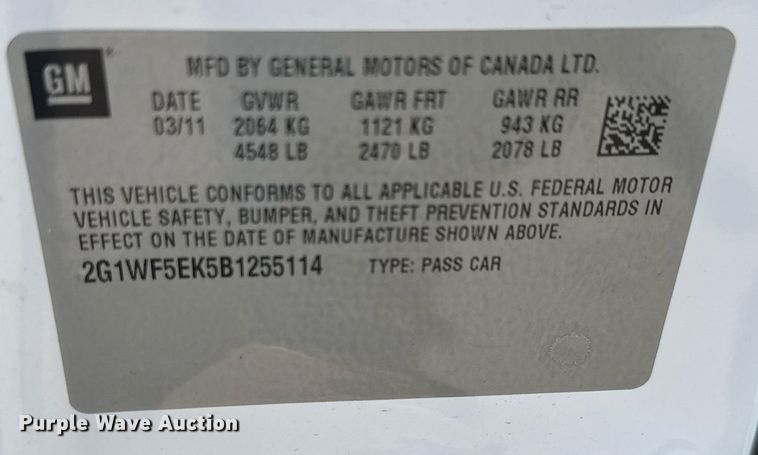 GM
MFD BY GENERAL MOTORS OF CANADA LTD.
DATE GVWR GAWR FRT GAWR RR
03/11 2064 KG 1121 KG 943 KG
4548 LB 2470 LB 2078 LB
THIS VEHICLE CONFORMS TO ALL APPLICABLE U.S. FEDERAL MOTOR
VEHICLE SAFETY, BUMPER, AND THEFT PREVENTION STANDARDS IN
EFFECT ON THE DATE OF MANUFACTURE SHOWN ABOVE.
2G1WF5EK5B1255114 TYPE: PASS CAR
Purple Wave Auction